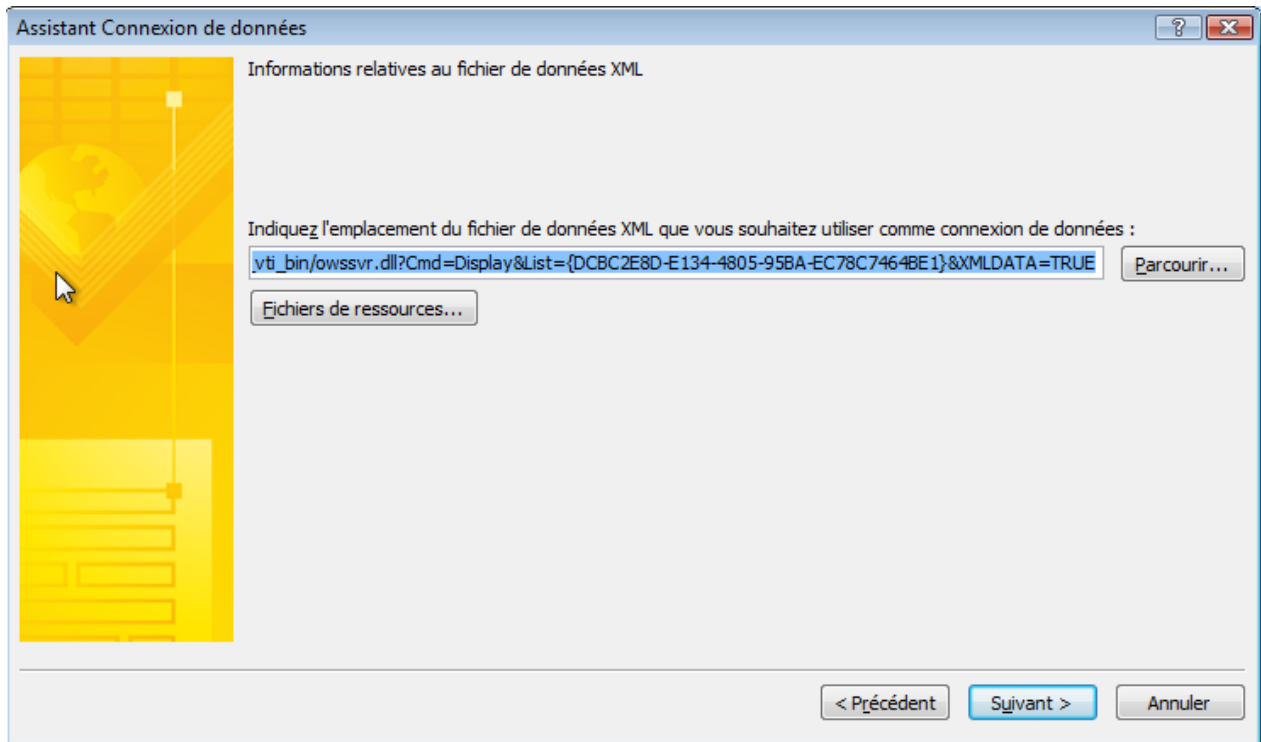 Assistant Connexion de données
Informations relatives au fichier de données XML
Indiquez l'emplacement du fichier de données XML que vous souhaitez utiliser comme connexion de données :
_vti_bin/owssvr.dll?Cmd=Display&List={DCBC2E8D-E134-4805-95BA-EC78C7464BE1}&XMLDATA=TRUE
Parcourir...
Fichiers de ressources...
< Précédent
Suivant >
Annuler